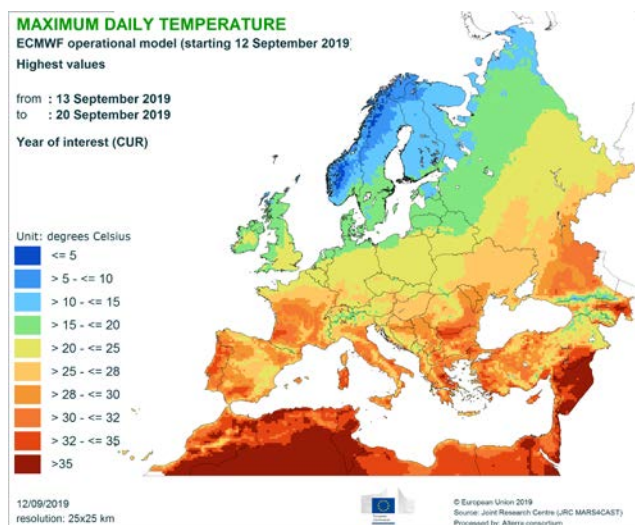 MAXIMUM DAILY TEMPERATURE
ECMWF operational model (starting 12 September 2019)
Highest values
from : 13 September 2019
to : 20 September 2019
Year of interest (CUR)
Unit: degrees Celsius
<= 5
> 5 - <= 10
> 10 - <= 15
> 15 - <= 20
> 20 - <= 25
> 25 - <= 28
> 28 - <= 30
> 30 - <= 32
> 32 - <= 35
>35
12/09/2019
resolution: 25x25 km
© European Union 2019
Source: Joint Research Centre (JRC MARS4CAST)
Processed by: Alterra consortium